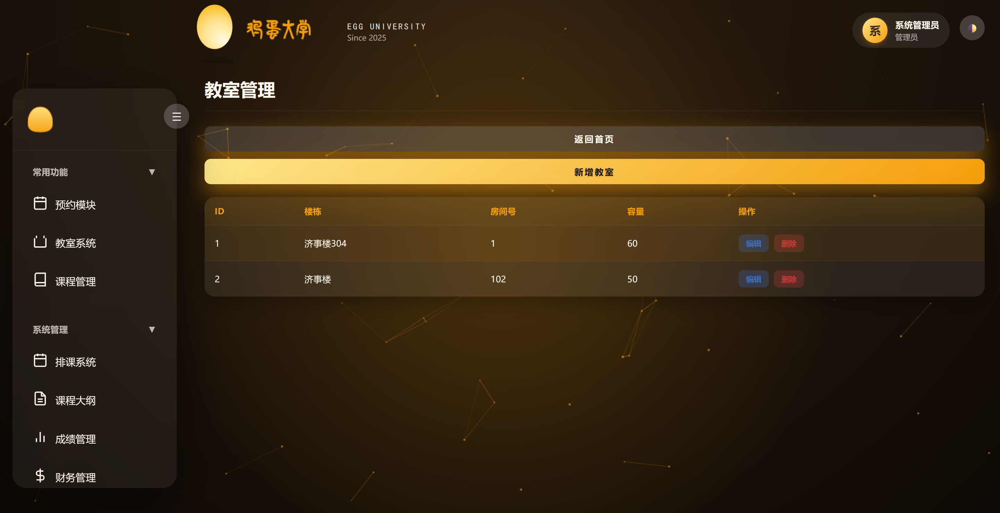 鸡蛋大学
EGG UNIVERSITY
Since 2025
系
系统管理员
管理员
教室管理
返回首页
新增教室
常用功能 ▼
预约模块
教室系统
课程管理
系统管理 ▼
排课系统
课程大纲
成绩管理
财务管理
ID 楼栋 房间号 容量 操作
1 济事楼304 1 60 编辑 删除
2 济事楼 102 50 编辑 删除